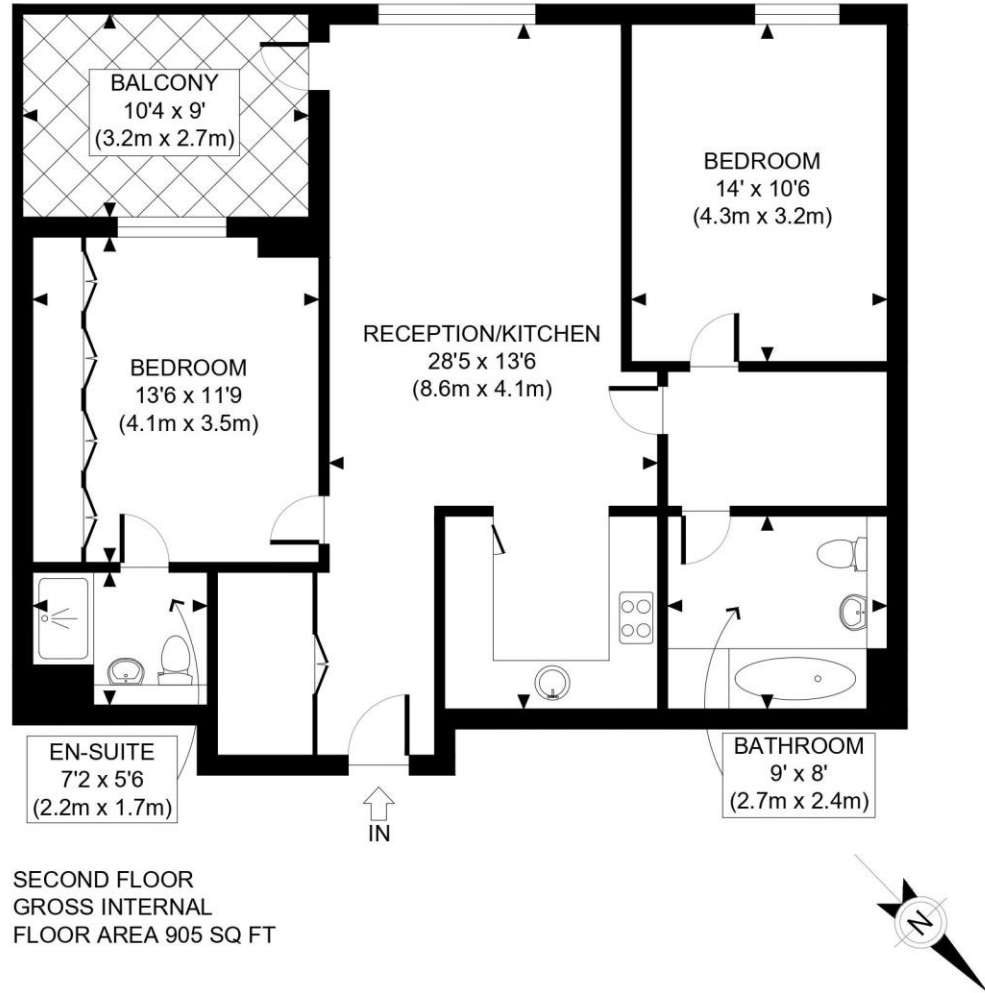 BALCONY
10'4 x 9'
(3.2m x 2.7m)
BEDROOM
14' x 10'6
(4.3m x 3.2m)
RECEPTION/KITCHEN
28'5 x 13'6
(8.6m x 4.1m)
BEDROOM
13'6 x 11'9
(4.1m x 3.5m)
EN-SUITE
7'2 x 5'6
(2.2m x 1.7m)
BATHROOM
9' x 8'
(2.7m x 2.4m)
IN
SECOND FLOOR
GROSS INTERNAL
FLOOR AREA 905 SQ FT
N